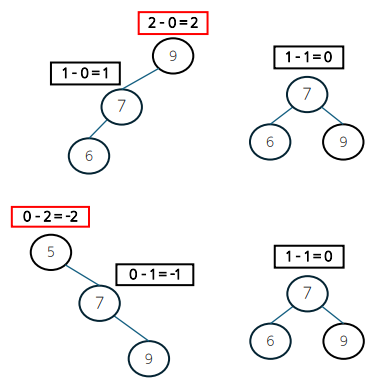 2 - 0 = 2
9
1 - 0 = 1
7
6
1 - 1 = 0
7
6 9
0 - 2 = -2
5
0 - 1 = -1
7
9
1 - 1 = 0
7
6 9